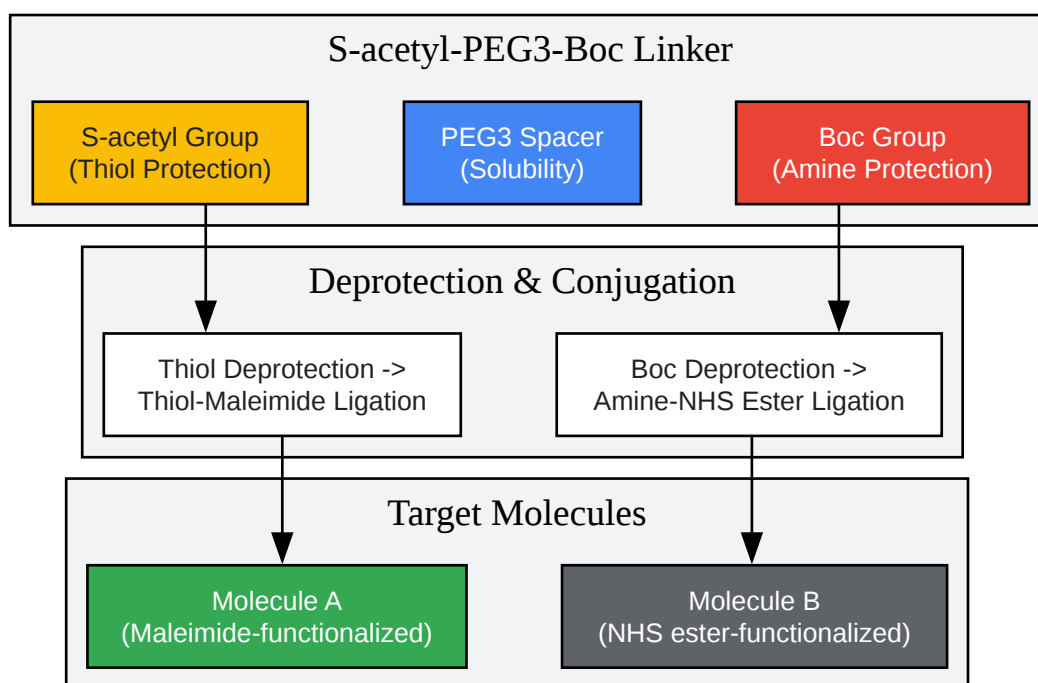 S-acetyl-PEG3-Boc Linker
S-acetyl Group
(Thiol Protection)
PEG3 Spacer
(Solubility)
Boc Group
(Amine Protection)
Deprotection & Conjugation
Thiol Deprotection ->
Thiol-Maleimide Ligation
Boc Deprotection ->
Amine-NHS Ester Ligation
Target Molecules
Molecule A
(Maleimide-functionalized)
Molecule B
(NHS ester-functionalized)